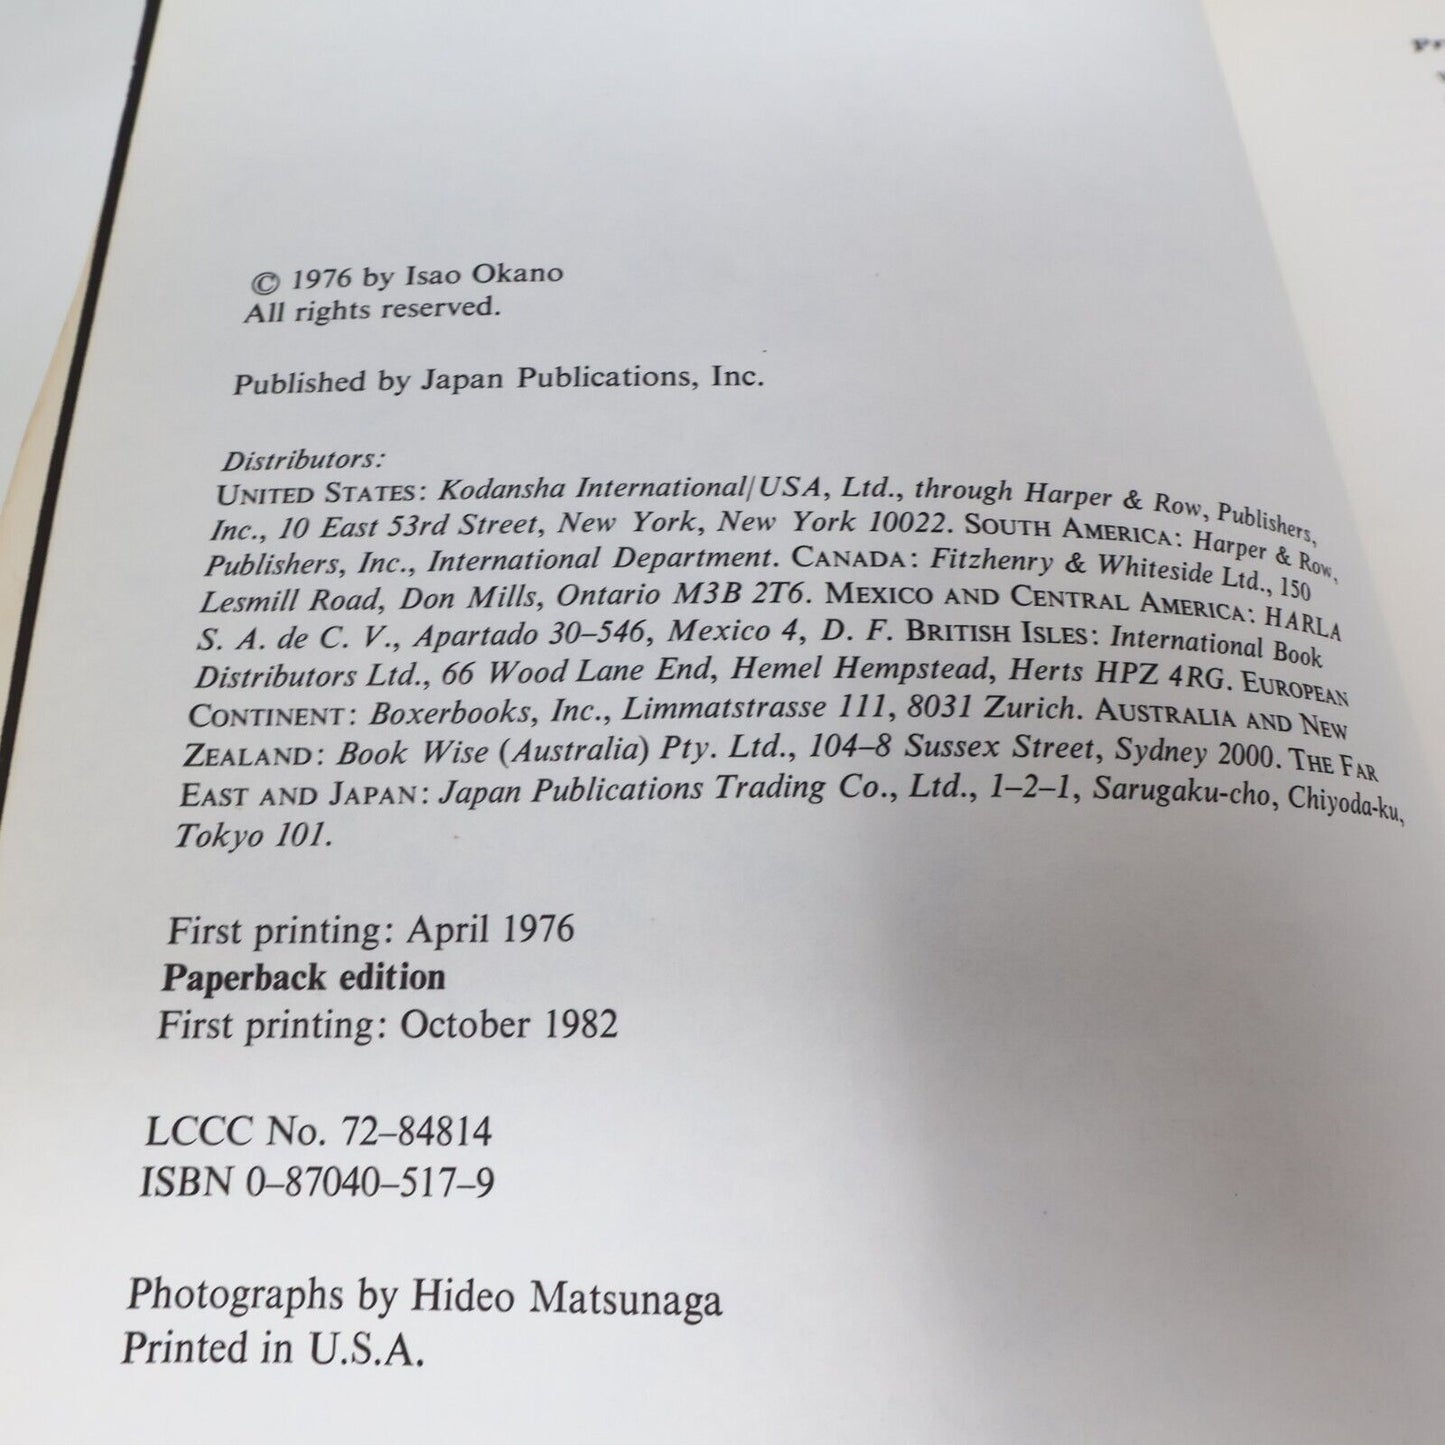 © 1976 by Isao Okano
All rights reserved.
Published by Japan Publications, Inc.
Distributors:
UNITED STATES: Kodansha International/USA, Ltd., through Harper & Row, Publishers,
Inc., 10 East 53rd Street, New York, New York 10022. SOUTH AMERICA: Harper & Row,
Publishers, Inc., International Department. CANADA: Fitzhenry & Whiteside Ltd., 150
Lesmill Road, Don Mills, Ontario M3B 2T6. MEXICO AND CENTRAL AMERICA: HARLA
S. A. de C. V., Apartado 30–546, Mexico 4, D. F. BRITISH ISLES: International Book
Distributors Ltd., 66 Wood Lane End, Hemel Hempstead, Herts HPZ 4RG. EUROPEAN
CONTINENT: Boxerbooks, Inc., Limmatstrasse 111, 8031 Zurich. AUSTRALIA AND NEW
ZEALAND: Book Wise (Australia) Pty. Ltd., 104–8 Sussex Street, Sydney 2000. THE FAR
EAST AND JAPAN: Japan Publications Trading Co., Ltd., 1–2–1, Sarugaku-cho, Chiyoda-ku,
Tokyo 101.
First printing: April 1976
Paperback edition
First printing: October 1982
LCCC No. 72–84814
ISBN 0–87040–517–9
Photographs by Hideo Matsunaga
Printed in U.S.A.